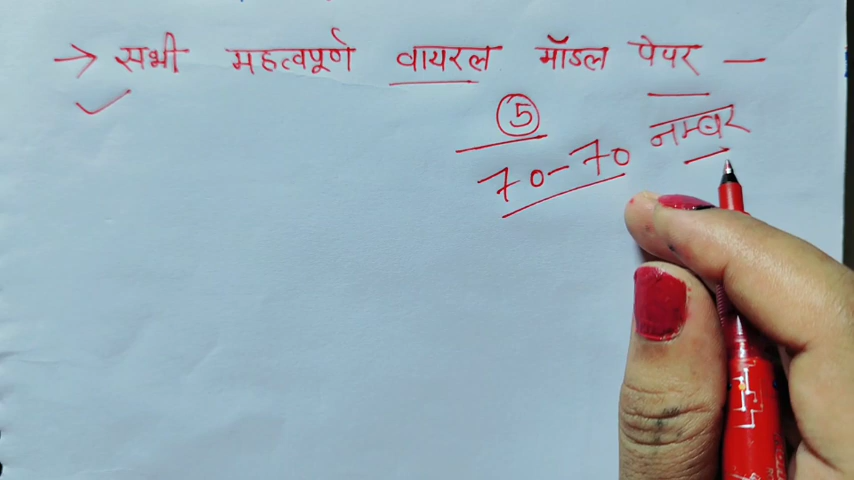 → सभी महत्वपूर्ण वायरल मॉडल पेपर —
5
70-70 नम्बर